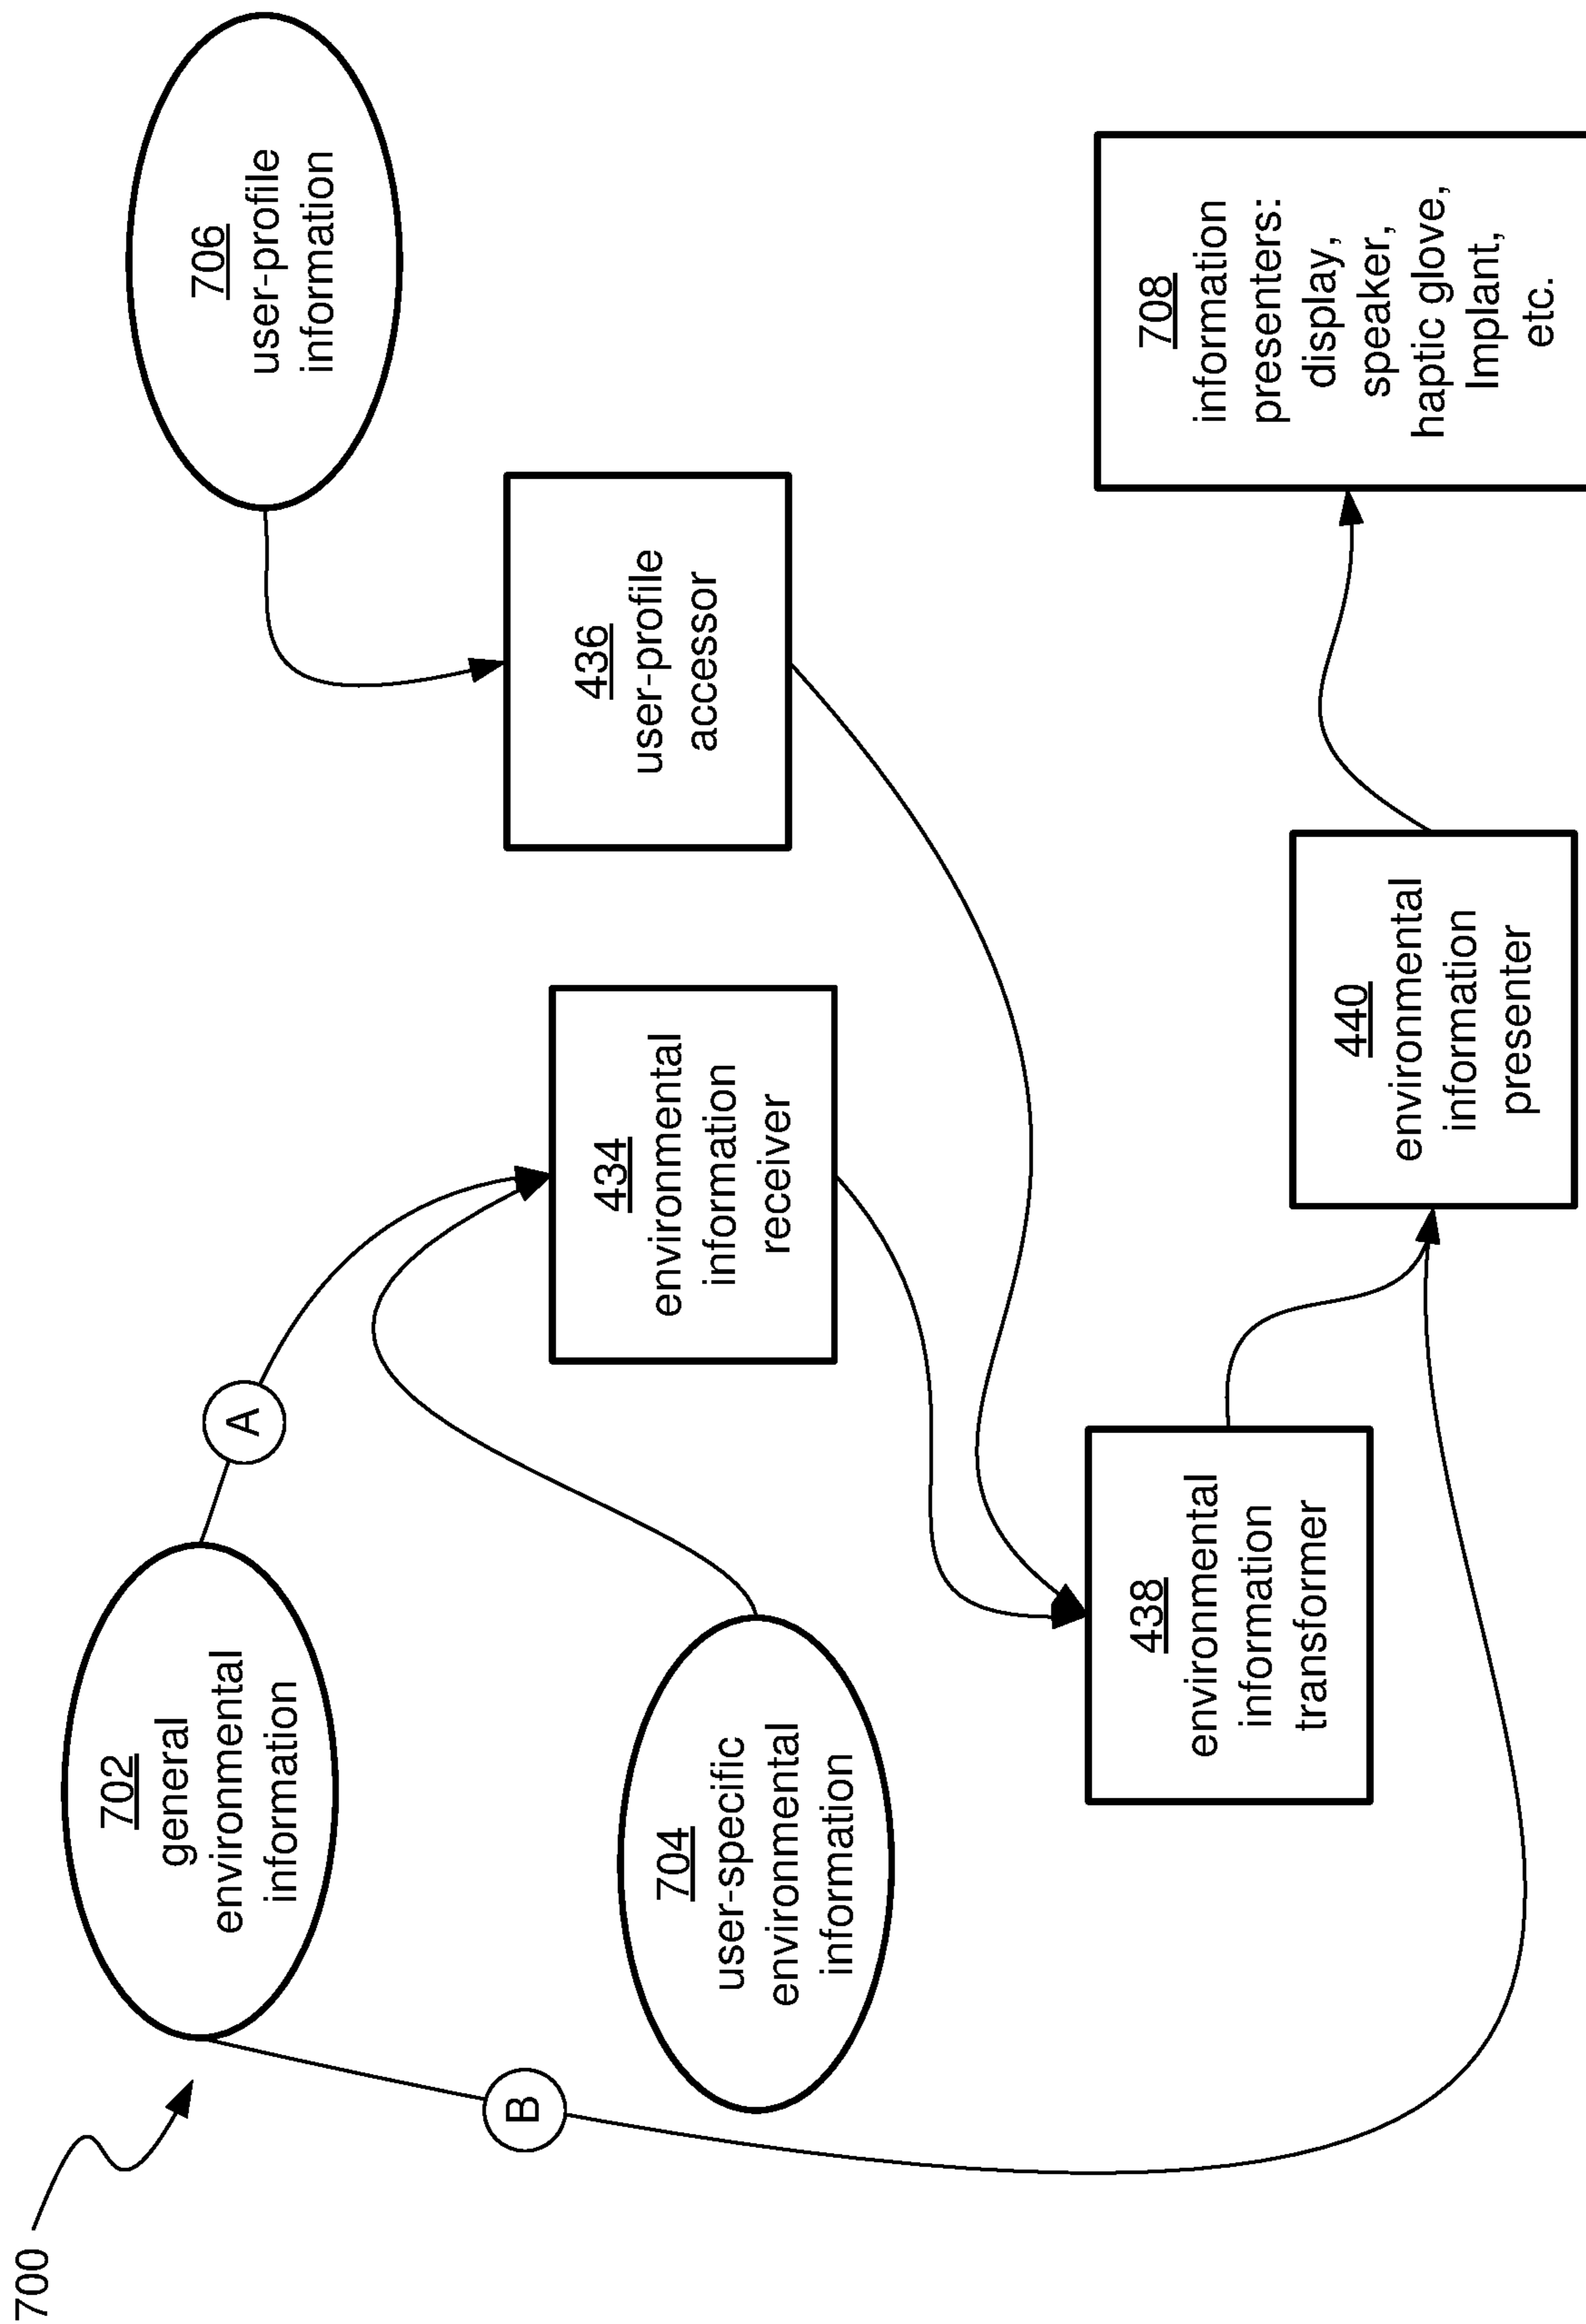 700
702
general
environmental
information
A
B
704
user-specific
environmental
information
706
user-profile
information
434
environmental
information
receiver
436
user-profile
accessor
438
environmental
information
transformer
440
environmental
information
presenter
708
information
presenters:
display,
speaker,
haptic glove,
Implant,
etc.